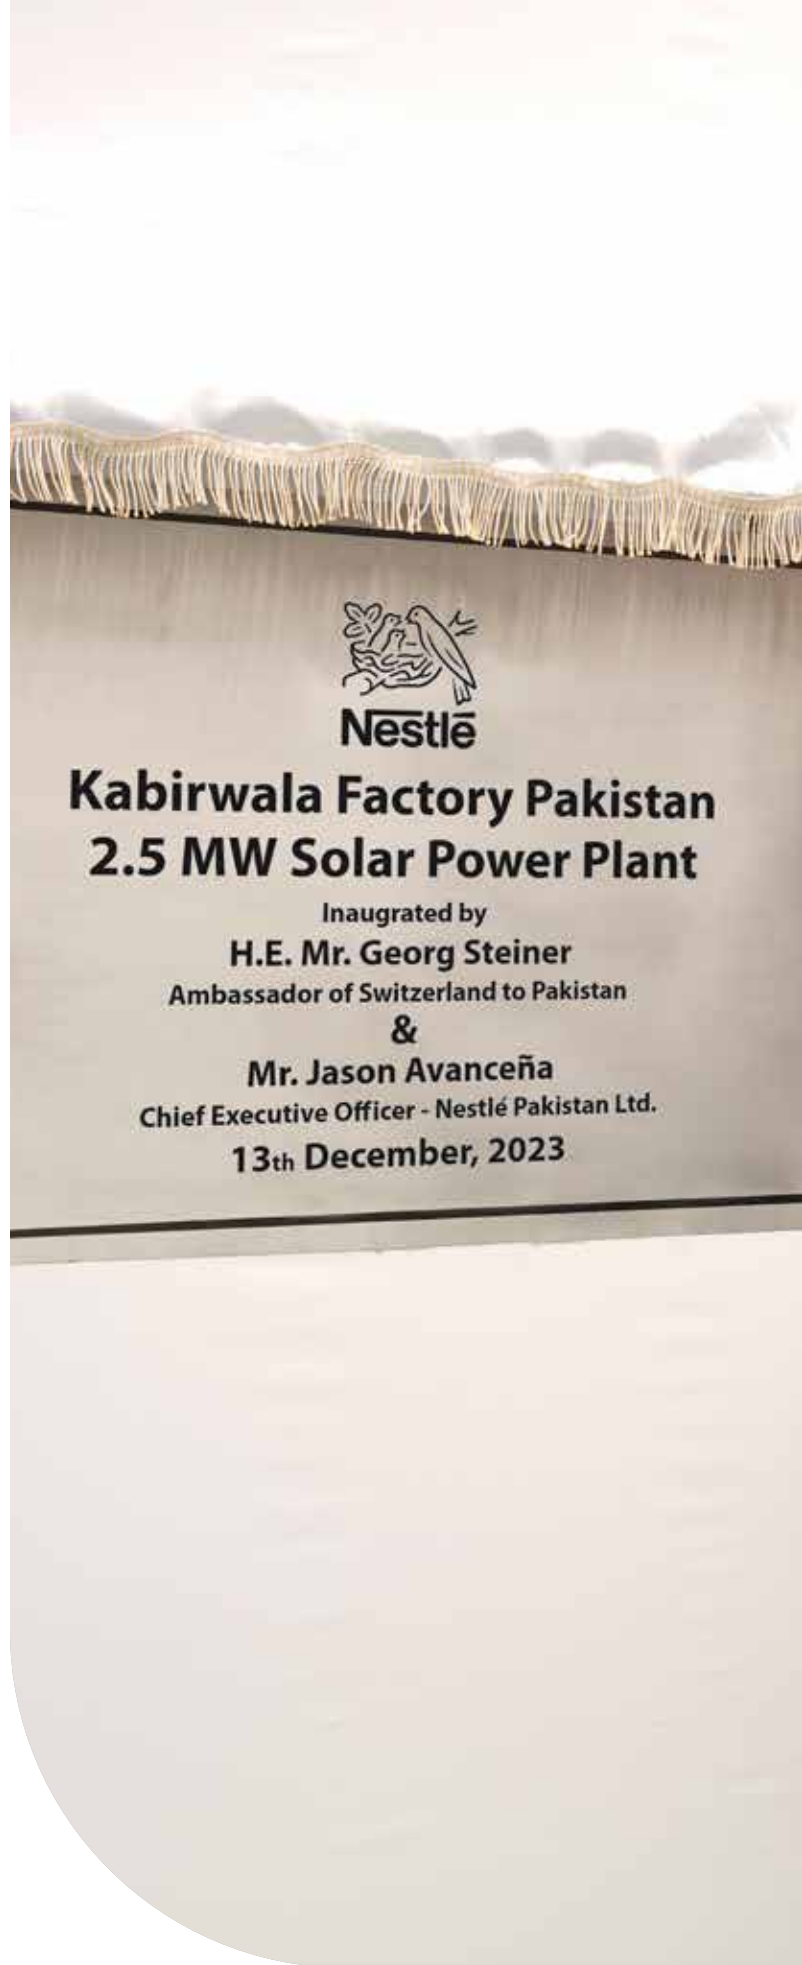 Nestlé
Kabirwala Factory Pakistan
2.5 MW Solar Power Plant
Inaugrated by
H.E. Mr. Georg Steiner
Ambassador of Switzerland to Pakistan
&
Mr. Jason Avanceña
Chief Executive Officer - Nestlé Pakistan Ltd.
13th December, 2023